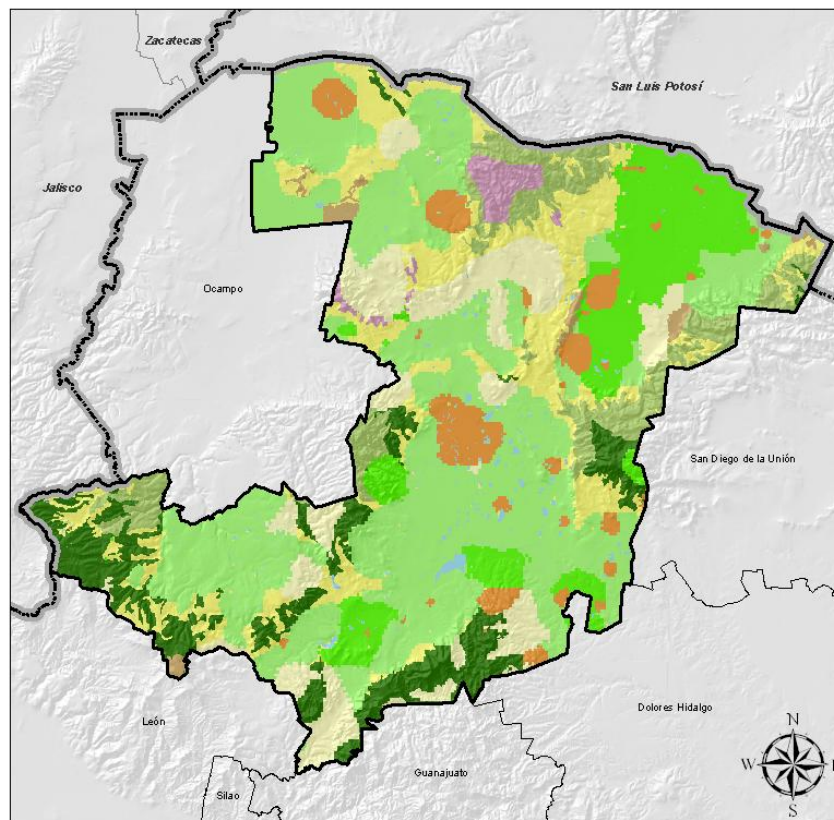 Zacatecas
San Luis Potosí
Jalisco
Ocampo
San Diego de la Unión
León
Dolores Hidalgo
Guanajuato
Silao
N
W
S